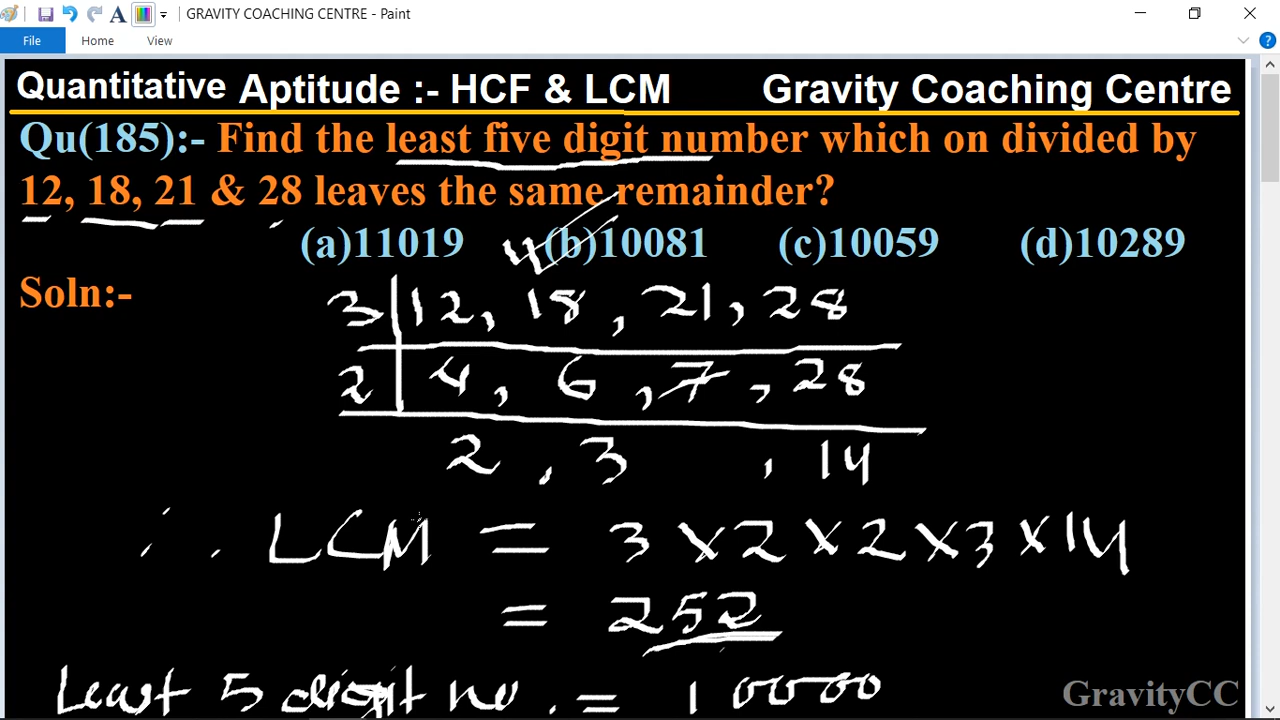 GRAVITY COACHING CENTRE - Paint
File Home View
Quantitative Aptitude :- HCF & LCM Gravity Coaching Centre
Qu(185):- Find the least five digit number which on divided by
12, 18, 21 & 28 leaves the same remainder?
(a)11019 (b)10081 (c)10059 (d)10289
Soln:-
3 | 12, 18, 21, 28
2 | 4, 6, 7, 28
2, 3, 14
∴ LCM = 3 × 2 × 2 × 3 × 14
= 252
Least 5 digit no. = 10000
GravityCC